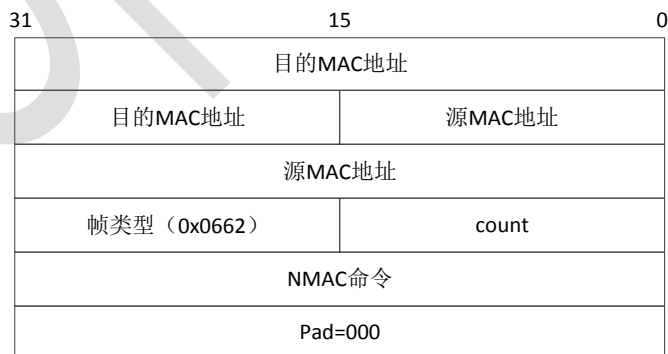 31 15 0
目的MAC地址
目的MAC地址 源MAC地址
源MAC地址
帧类型（0x0662） count
NMAC命令
Pad=000